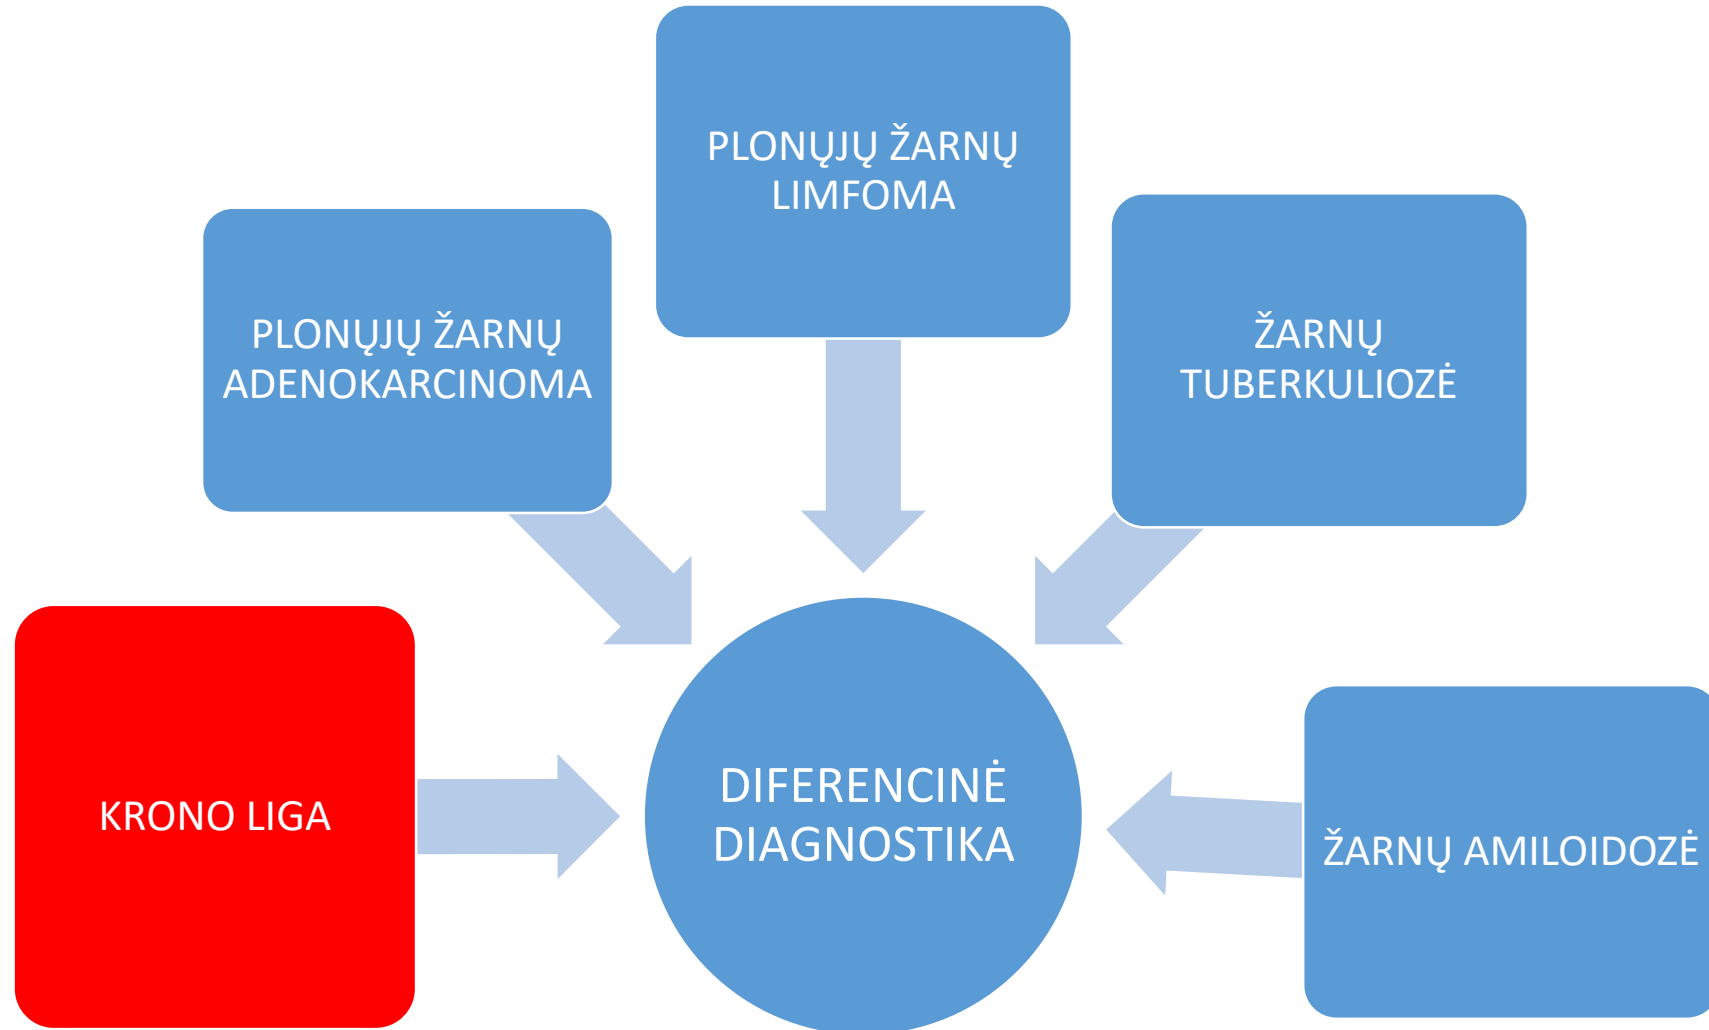 PLONŲJŲ ŽARNŲ
LIMFOMA
PLONŲJŲ ŽARNŲ
ADENOKARCINOMA
ŽARNŲ
TUBERKULIOZĖ
KRONO LIGA
DIFERENCINĖ
DIAGNOSTIKA
ŽARNŲ AMILOIDOZĖ